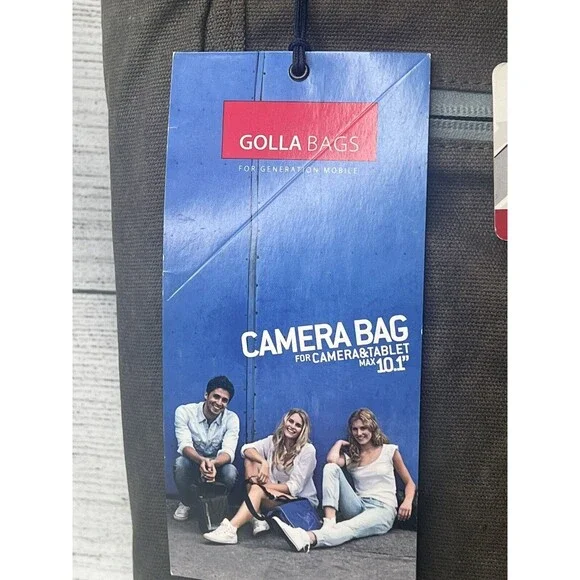 GOLLA BAGS
FOR GENERATION MOBILE
CAMERA BAG
FOR CAMERA&TABLET
MAX 10.1"